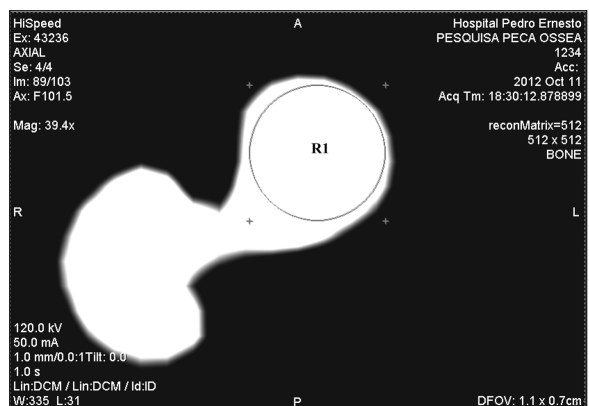 HiSpeed
Ex: 43236
AXIAL
Se: 4/4
Im: 89/103
Ax: F101.5
Mag: 39.4x
A
Hospital Pedro Ernesto
PESQUISA PECA OSSEA
1234
Acc:
2012 Oct 11
Acq Tm: 18:30:12.878899
reconMatrix=512
512 x 512
BONE
R1
R
L
120.0 kV
50.0 mA
1.0 mm/0.0:1Tilt: 0.0
1.0 s
Lin:DCM / Lin:DCM / Id:ID
W:335 L:31
P
DFOV: 1.1 x 0.7cm